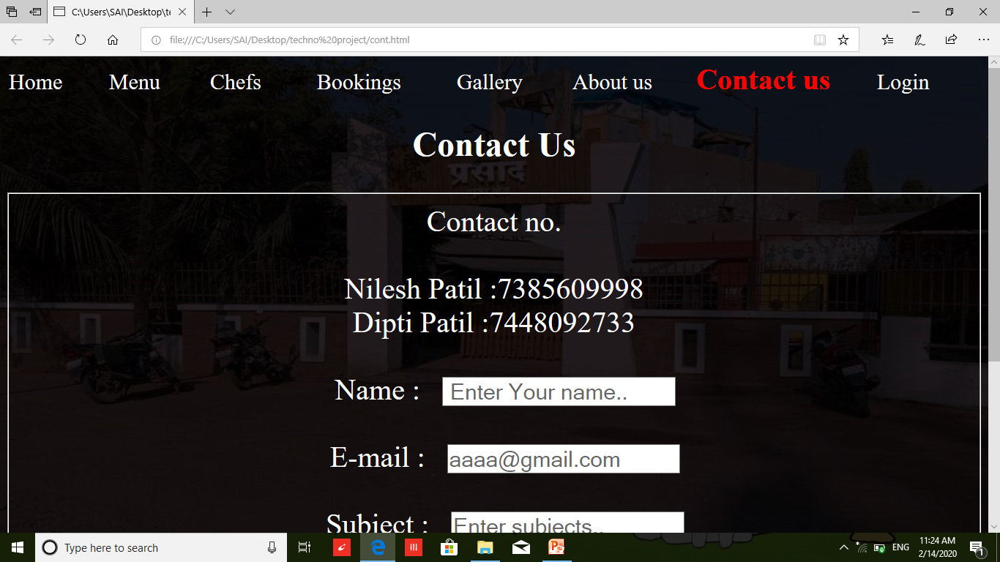 C:\Users\SAI\Desktop\te
file:///C:/Users/SAI/Desktop/techno%20project/cont.html
Home Menu Chefs Bookings Gallery About us Contact us Login
Contact Us
प्रसाद
Contact no.
Nilesh Patil :7385609998
Dipti Patil :7448092733
Name : Enter Your name..
E-mail : aaaa@gmail.com
Subject : Enter subjects..
Type here to search
ENG
11:24 AM
2/14/2020
1